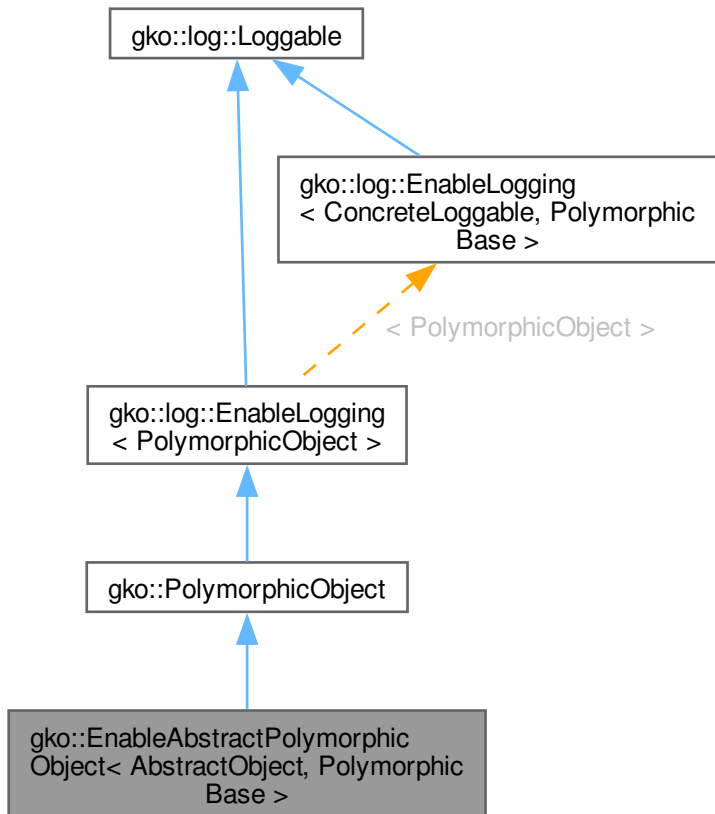 gko::log::Loggable
gko::log::EnableLogging
< ConcreteLoggable, Polymorphic
Base >
< PolymorphicObject >
gko::log::EnableLogging
< PolymorphicObject >
gko::PolymorphicObject
gko::EnableAbstractPolymorphic
Object< AbstractObject, Polymorphic
Base >